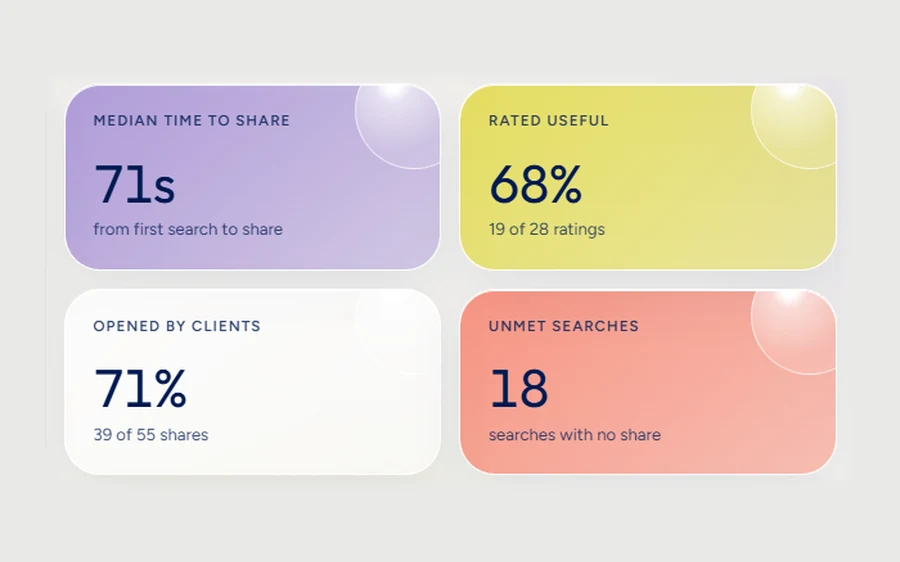 MEDIAN TIME TO SHARE
71s
from first search to share
RATED USEFUL
68%
19 of 28 ratings
OPENED BY CLIENTS
71%
39 of 55 shares
UNMET SEARCHES
18
searches with no share